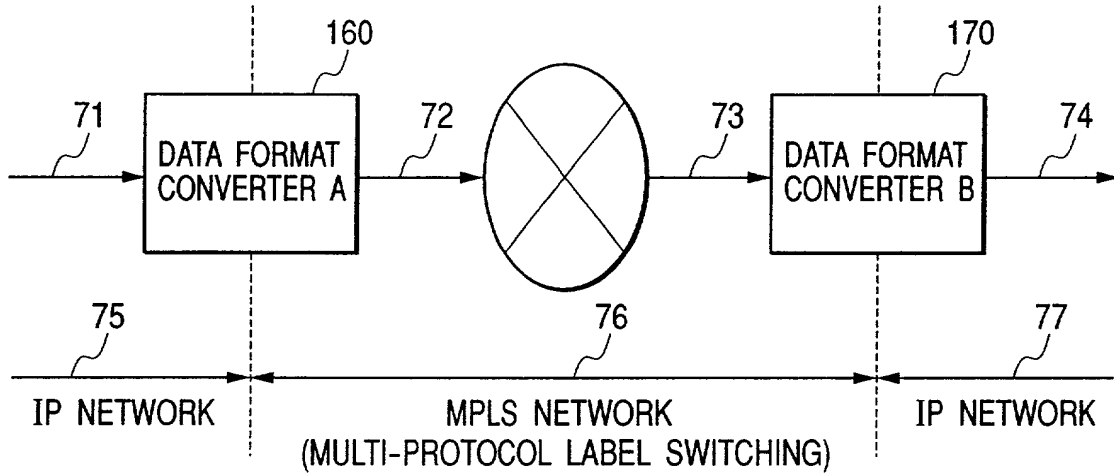 160
170
71
72
73
74
DATA FORMAT
CONVERTER A
DATA FORMAT
CONVERTER B
75
76
77
IP NETWORK
MPLS NETWORK
(MULTI-PROTOCOL LABEL SWITCHING)
IP NETWORK